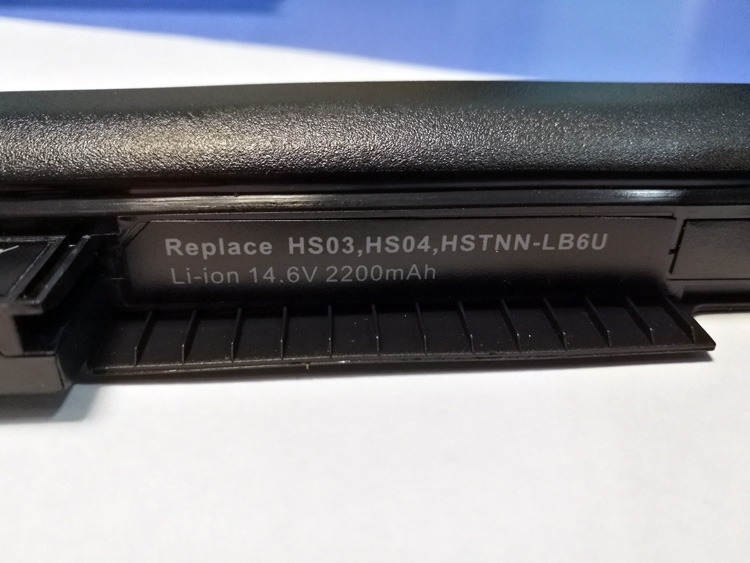 Replace HS03,HS04,HSTNN-LB6U
Li-ion 14.6V 2200mAh